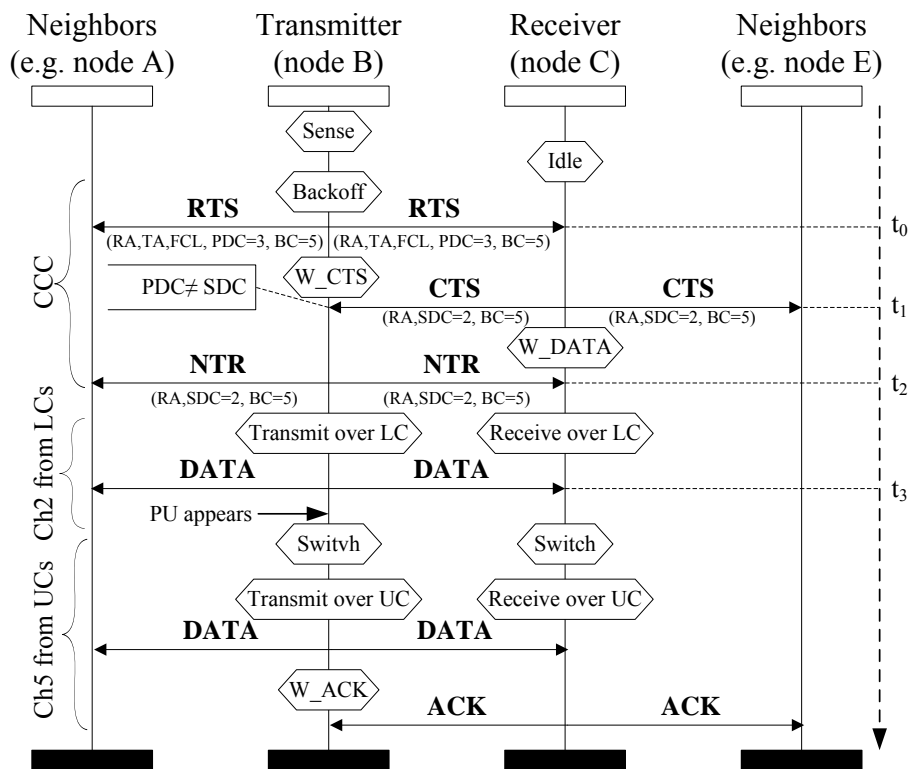 Neighbors
(e.g. node A)
Transmitter
(node B)
Receiver
(node C)
Neighbors
(e.g. node E)
Sense
Idle
Backoff
RTS
RTS
t0
(RA,TA,FCL, PDC=3, BC=5)
(RA,TA,FCL, PDC=3, BC=5)
W_CTS
PDC≠ SDC
CTS
CTS
t1
(RA,SDC=2, BC=5)
(RA,SDC=2, BC=5)
W_DATA
CCC
NTR
NTR
t2
(RA,SDC=2, BC=5)
(RA,SDC=2, BC=5)
Transmit over LC
Receive over LC
Ch2 from LCs
DATA
DATA
t3
PU appears
Switvh
Switch
Transmit over UC
Receive over UC
Ch5 from UCs
DATA
DATA
W_ACK
ACK
ACK